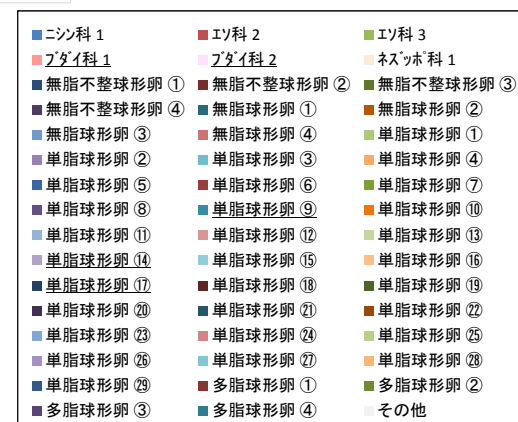 ニシン科 1 エソ科 2 エソ科 3
ブダイ科 1 ブダイ科 2 ネズッポ科 1
無脂不整球形卵 ① 無脂不整球形卵 ② 無脂不整球形卵 ③
無脂不整球形卵 ④ 無脂球形卵 ① 無脂球形卵 ②
無脂球形卵 ③ 無脂球形卵 ④ 単脂球形卵 ①
単脂球形卵 ② 単脂球形卵 ③ 単脂球形卵 ④
単脂球形卵 ⑤ 単脂球形卵 ⑥ 単脂球形卵 ⑦
単脂球形卵 ⑧ 単脂球形卵 ⑨ 単脂球形卵 ⑩
単脂球形卵 ⑪ 単脂球形卵 ⑫ 単脂球形卵 ⑬
単脂球形卵 ⑭ 単脂球形卵 ⑮ 単脂球形卵 ⑯
単脂球形卵 ⑰ 単脂球形卵 ⑱ 単脂球形卵 ⑲
単脂球形卵 ⑳ 単脂球形卵 ㉑ 単脂球形卵 ㉒
単脂球形卵 ㉓ 単脂球形卵 ㉔ 単脂球形卵 ㉕
単脂球形卵 ㉖ 単脂球形卵 ㉗ 単脂球形卵 ㉘
単脂球形卵 ㉙ 多脂球形卵 ① 多脂球形卵 ②
多脂球形卵 ③ 多脂球形卵 ④ その他